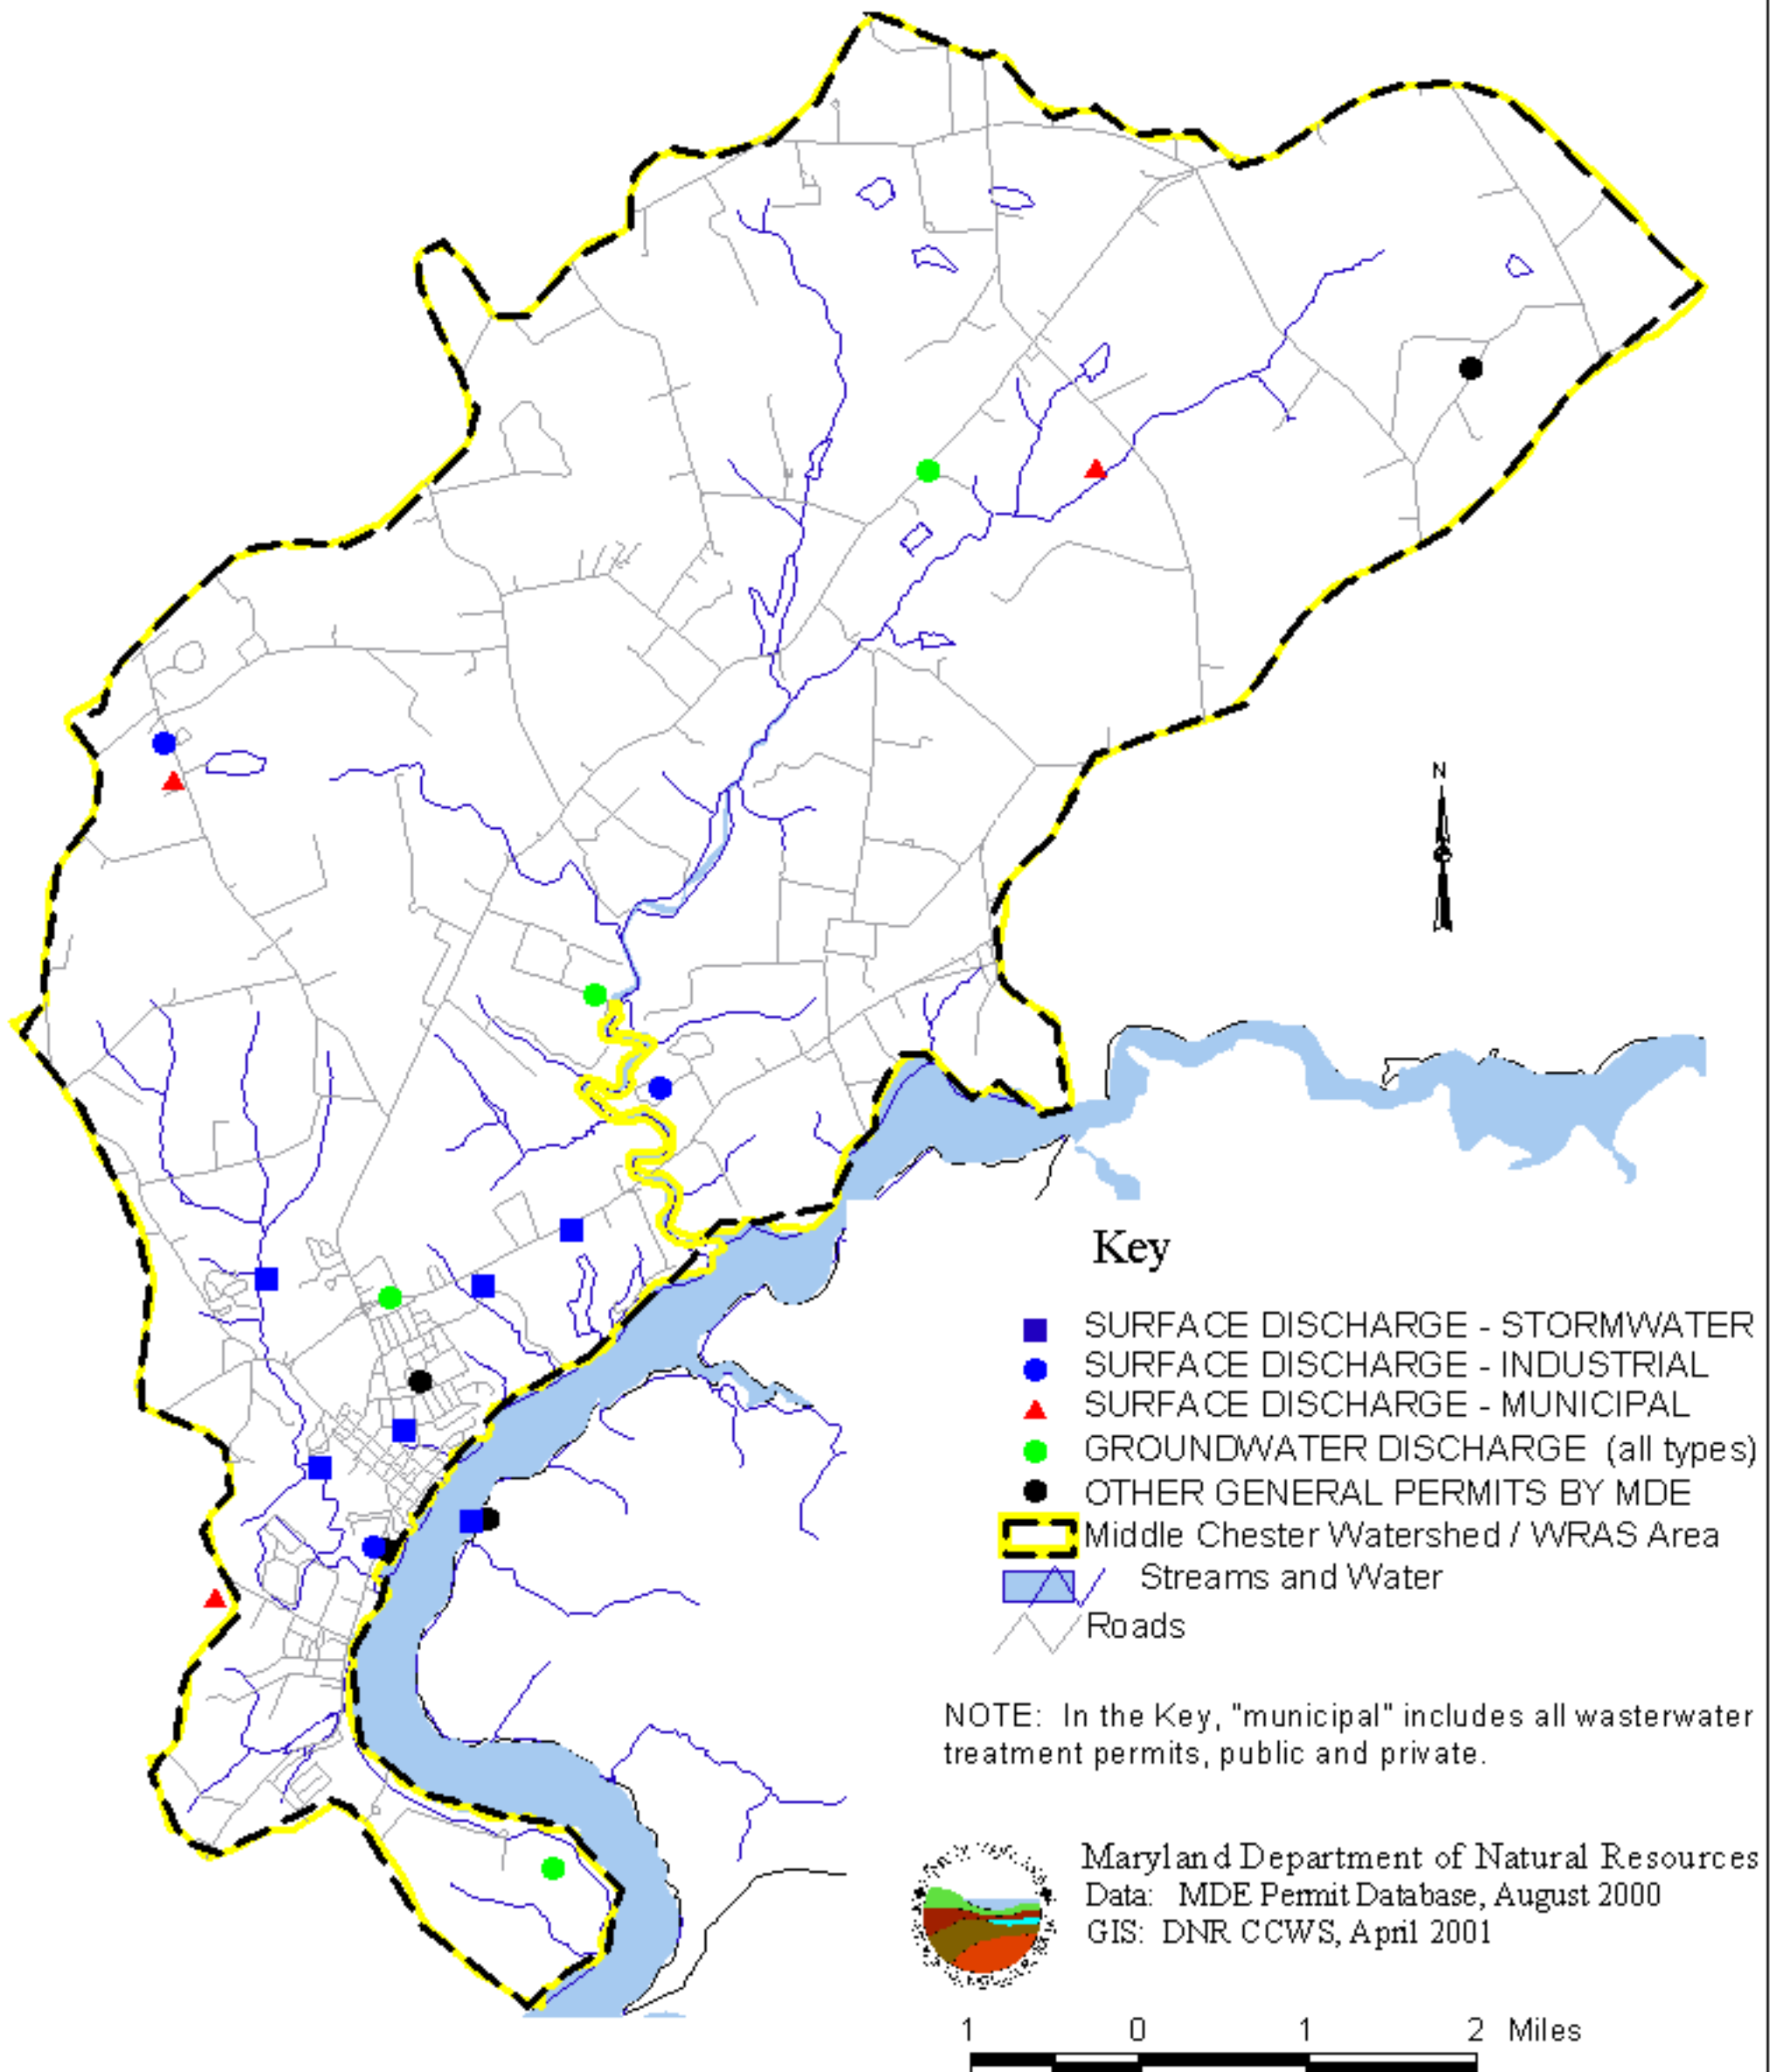 N
Key
SURFACE DISCHARGE - STORMWATER
SURFACE DISCHARGE - INDUSTRIAL
SURFACE DISCHARGE - MUNICIPAL
GROUNDWATER DISCHARGE (all types)
OTHER GENERAL PERMITS BY MDE
Middle Chester Watershed / WRAS Area
Streams and Water
Roads
NOTE: In the Key, "municipal" includes all wasterwater
treatment permits, public and private.
Maryland Department of Natural Resources
Data: MDE Permit Database, August 2000
GIS: DNR CCWS, April 2001
1 0 1 2 Miles